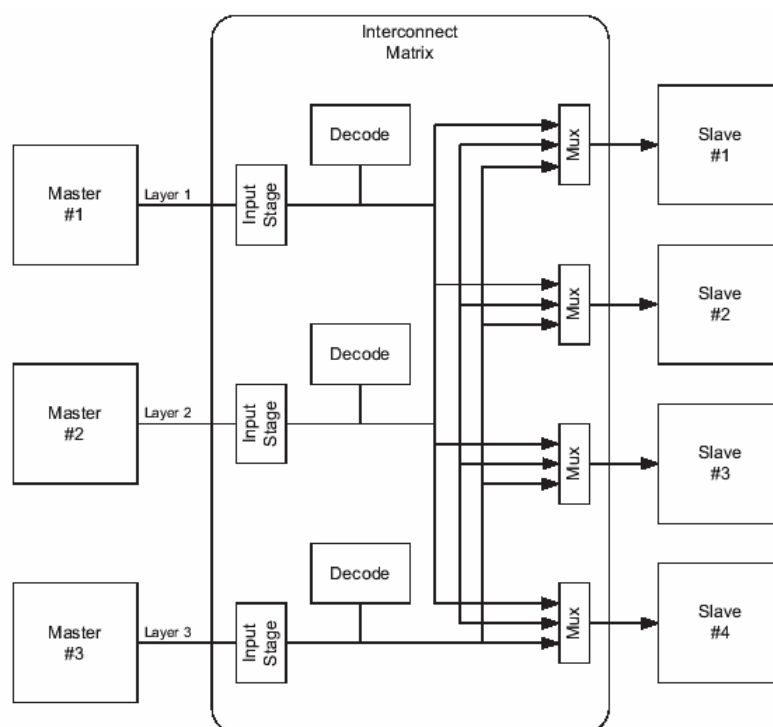 Interconnect
Matrix
Decode
Mux
Slave
#1
Master
#1
Layer 1
Input
Stage
Mux
Slave
#2
Decode
Master
#2
Layer 2
Input
Stage
Mux
Slave
#3
Decode
Master
#3
Layer 3
Input
Stage
Mux
Slave
#4